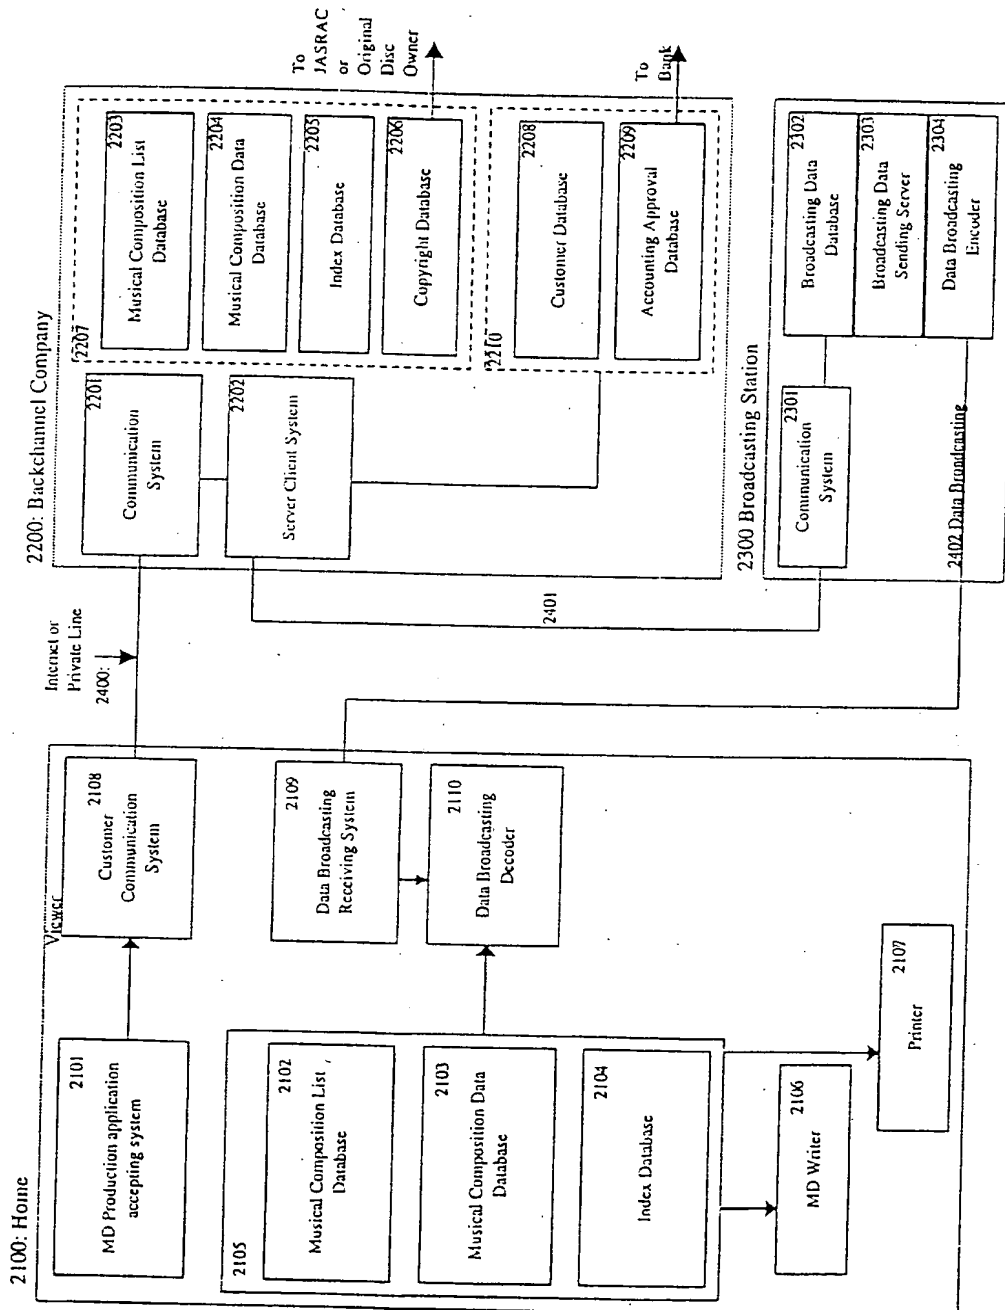 2100: Home
2101
MD Production application
accepting system
2105
2102
Musical Composition List
Database
2103
Musical Composition Data
Database
2104
Index Database
2106
MD Writer
2107
Printer
Viewer
2108
Customer
Communication
System
2109
Data Broadcasting
Receiving System
2110
Data Broadcasting
Decoder
Internet or
Private Line
2400:
2401
2402 Data Broadcasting
2200: Backchannel Company
2201
Communication
System
2202
Server Client System
2207
2203
Musical Composition List
Database
2204
Musical Composition Data
Database
2205
Index Database
2206
Copyright Database
2210
2208
Customer Database
2209
Accounting Approval
Database
To
JASRAC
or
Original
Disc
Owner
To
Bank
2300 Broadcasting Station
2301
Communication
System
2302
Broadcasting Data
Database
2303
Broadcasting Data
Sending Server
2304
Data Broadcasting
Encoder